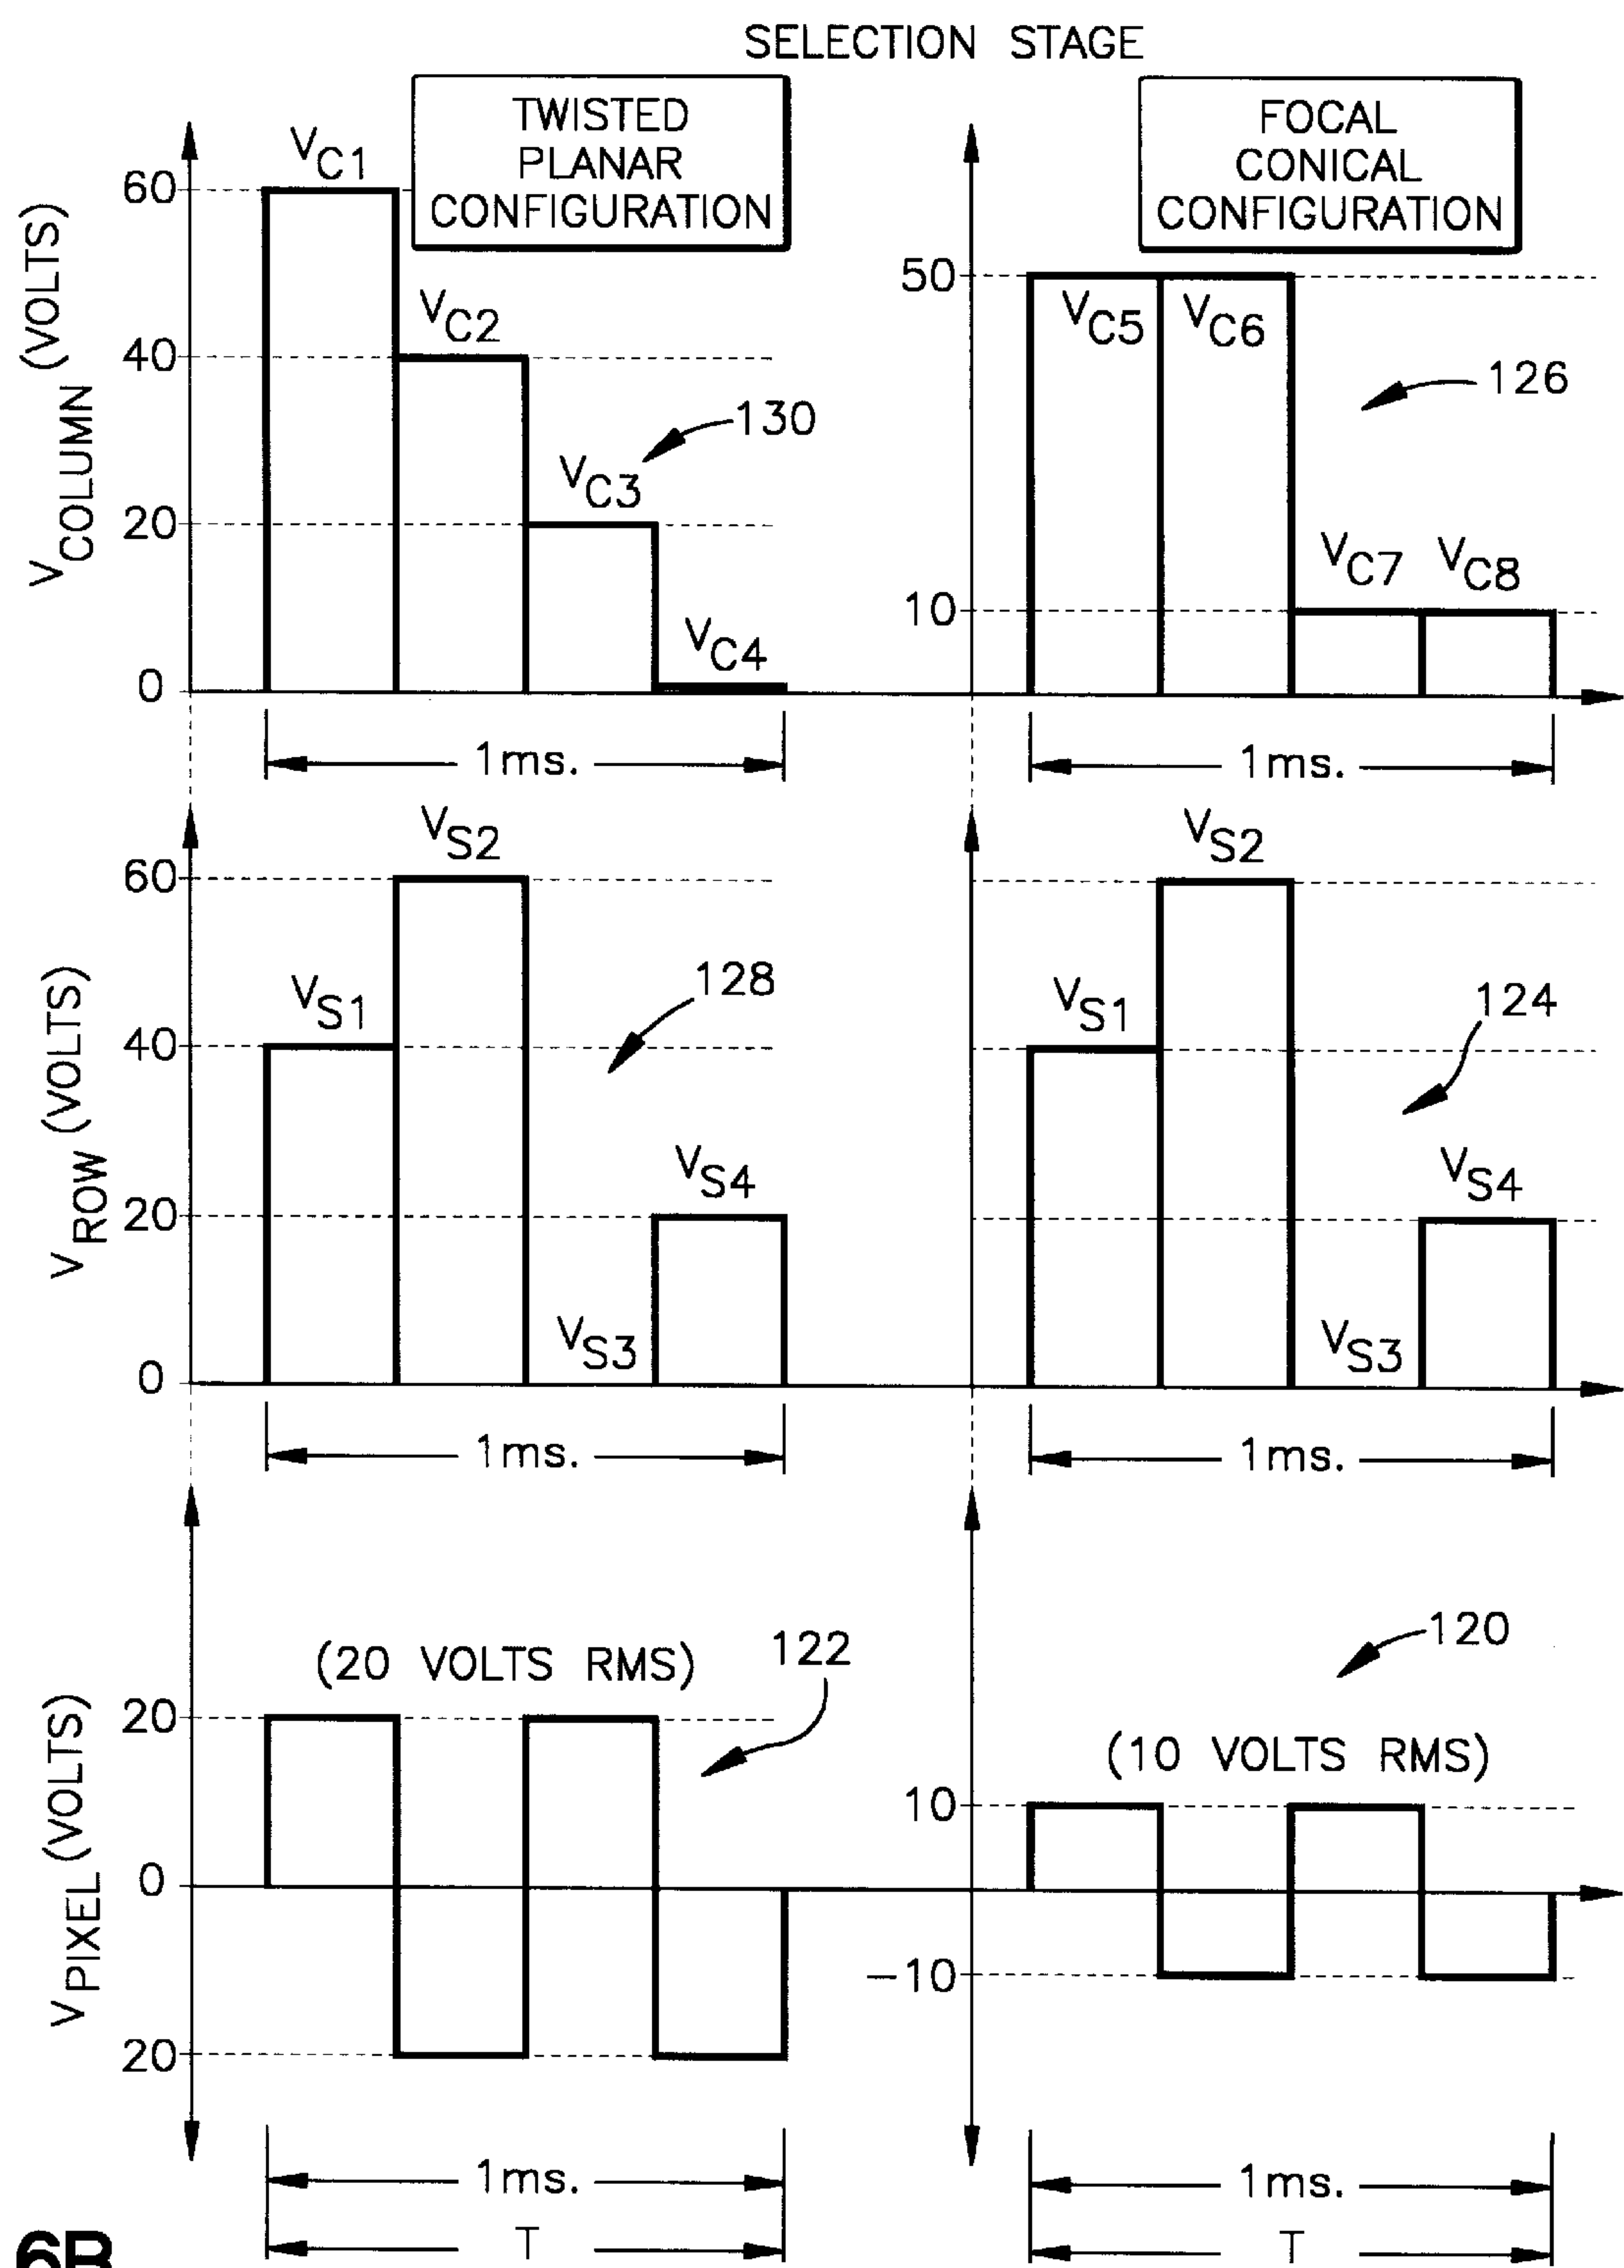 SELECTION STAGE
TWISTED
PLANAR
CONFIGURATION
FOCAL
CONICAL
CONFIGURATION
VCOLUMN (VOLTS)
60
40
20
0
VC1
VC2
VC3
VC4
130
1ms.
50
10
VC5
VC6
VC7
VC8
126
1ms.
VROW (VOLTS)
60
40
20
0
VS1
VS2
VS3
VS4
128
1ms.
VS1
VS2
VS3
VS4
124
1ms.
VPIXEL (VOLTS)
20
0
20
(20 VOLTS RMS)
122
1ms.
T
10
-10
(10 VOLTS RMS)
120
1ms.
T
6B